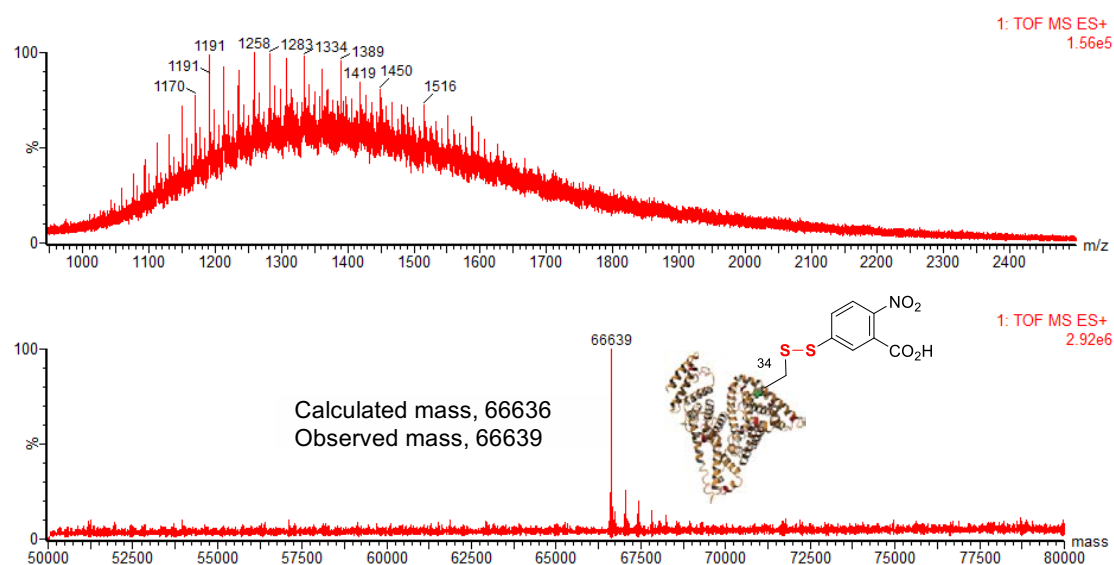 1: TOF MS ES+
1.56e5
100
%
0
1170
1191
1191
1258
1283
1334
1389
1419
1450
1516
1000 1100 1200 1300 1400 1500 1600 1700 1800 1900 2000 2100 2200 2300 2400
m/z
1: TOF MS ES+
2.92e6
100
%
0
66639
Calculated mass, 66636
Observed mass, 66639
34
S–S
NO₂
CO₂H
50000 52500 55000 57500 60000 62500 65000 67500 70000 72500 75000 77500 80000
mass